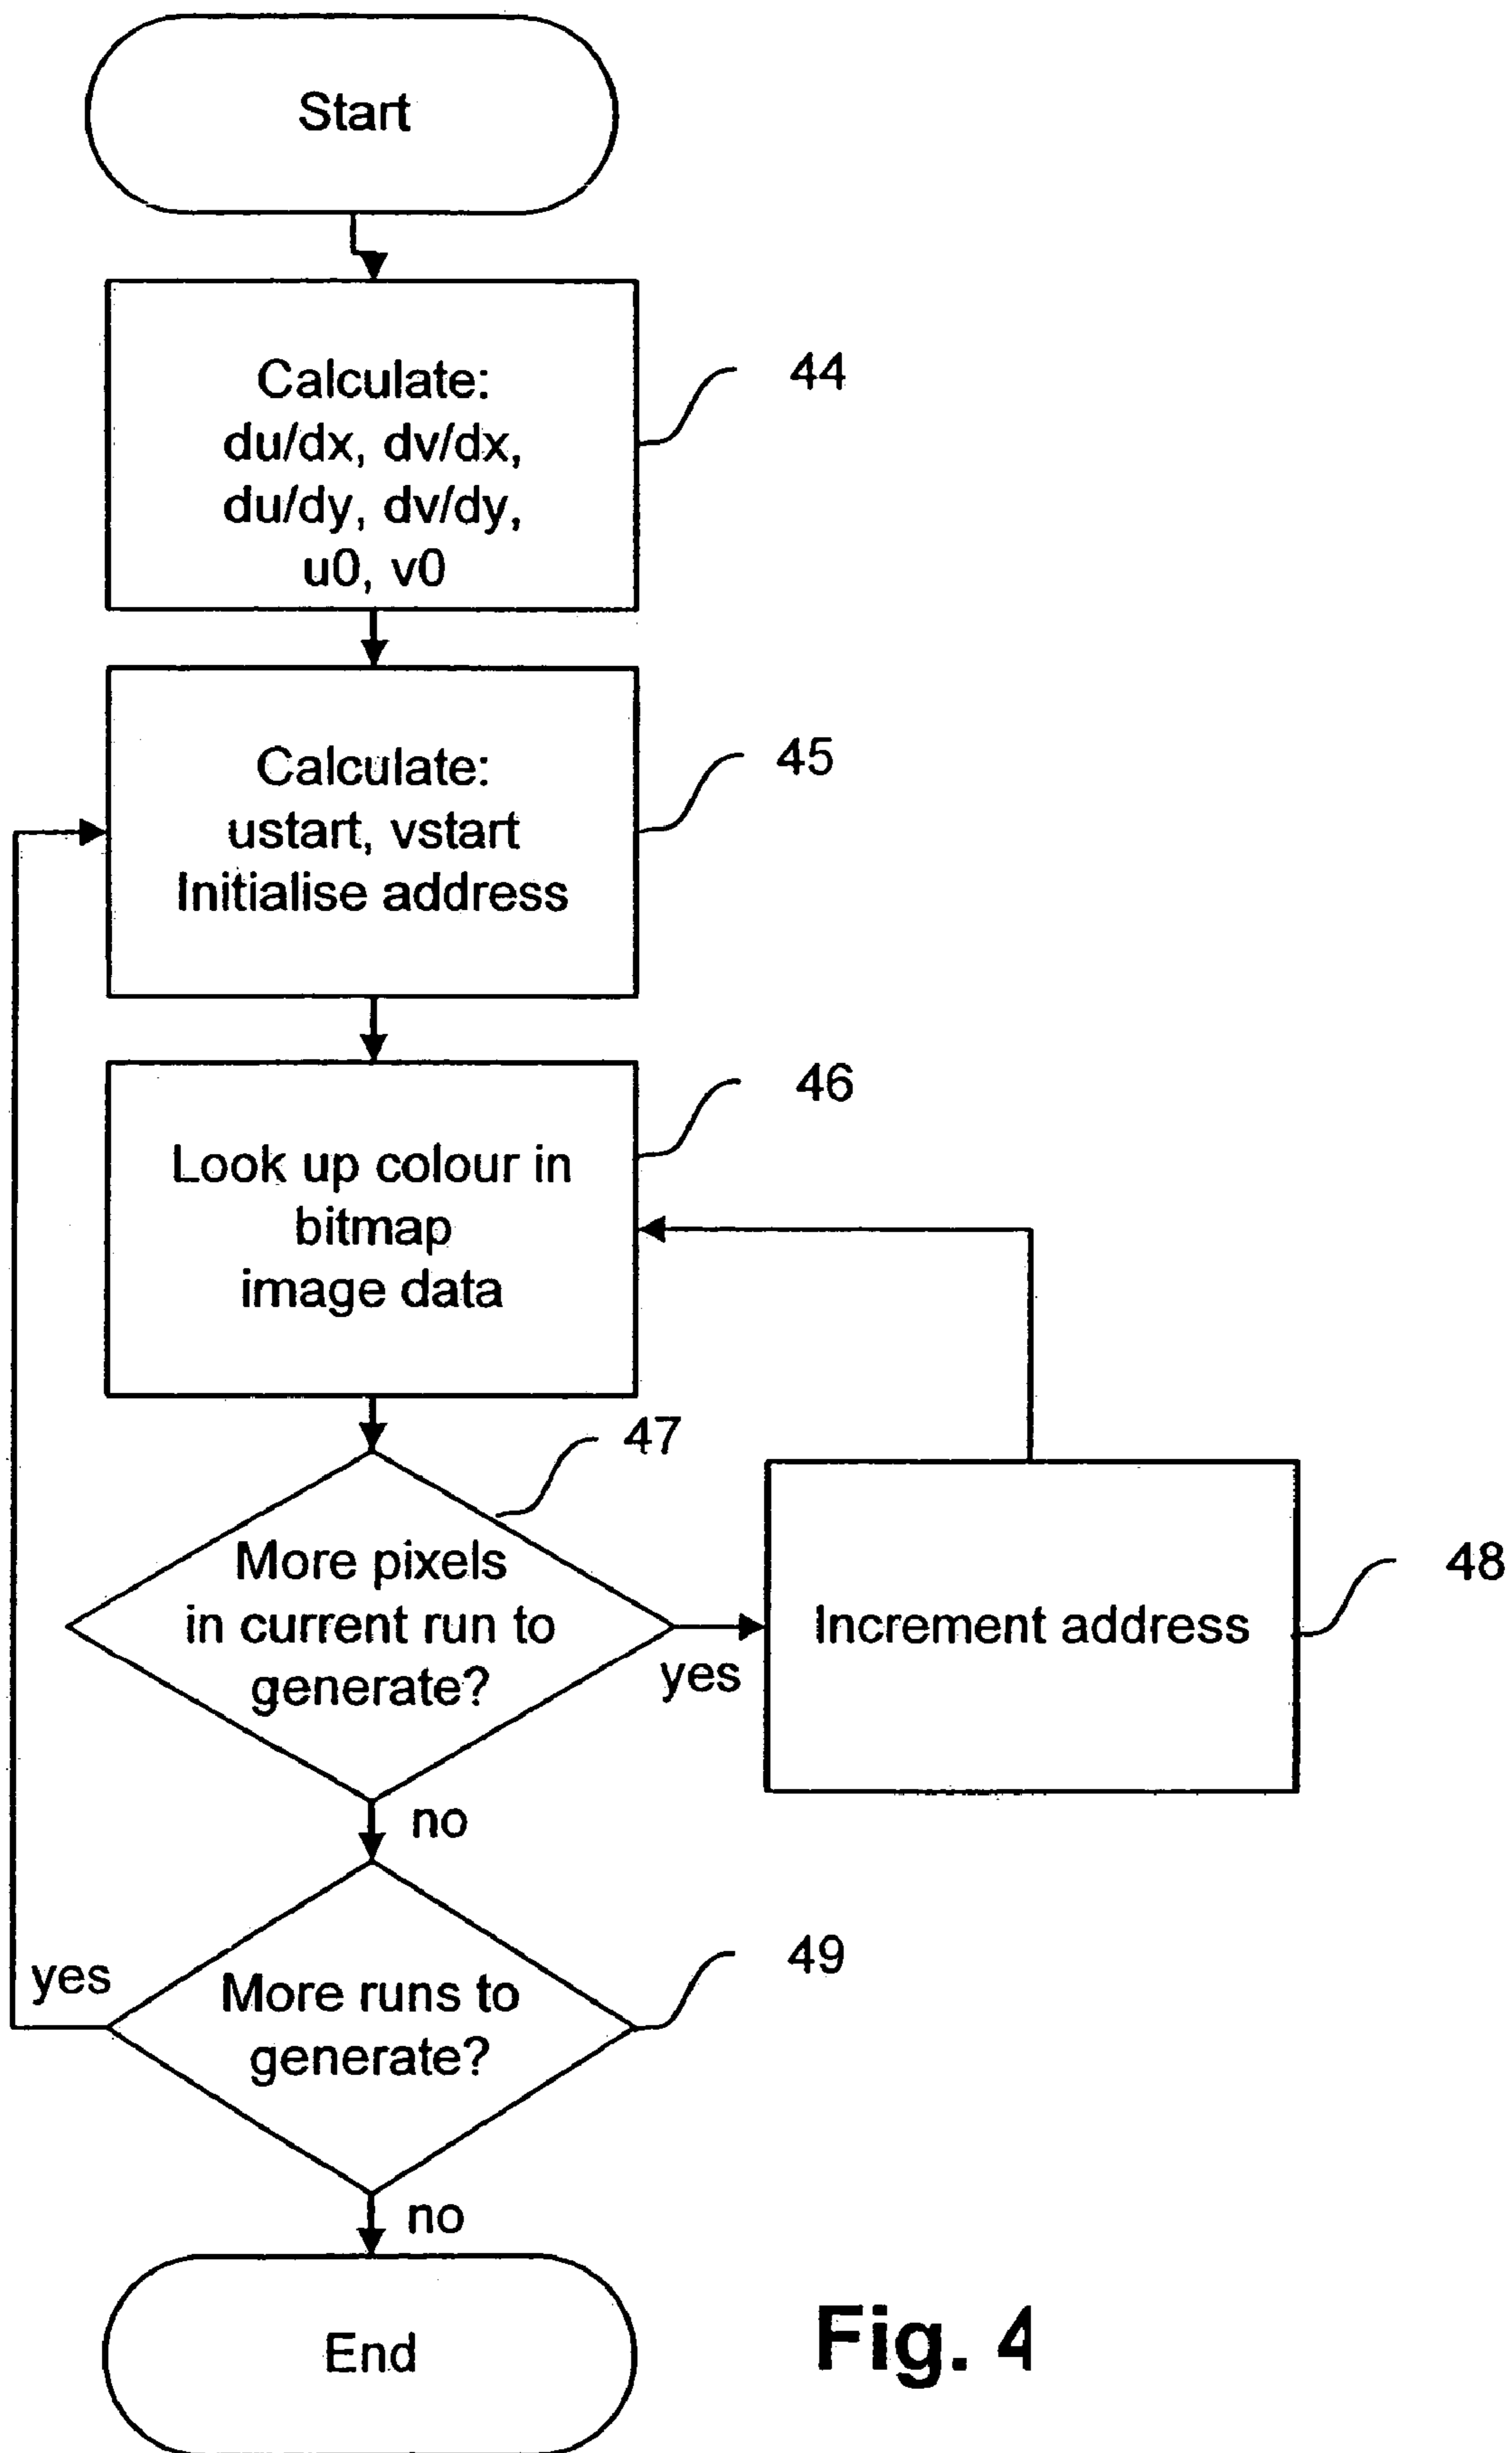 Start
Calculate:
du/dx, dv/dx,
du/dy, dv/dy,
u0, v0
44
Calculate:
ustart, vstart
Initialise address
45
Look up colour in
bitmap
image data
46
More pixels
in current run to
generate?
47
yes
Increment address
48
no
More runs to
generate?
49
yes
no
End
Fig. 4